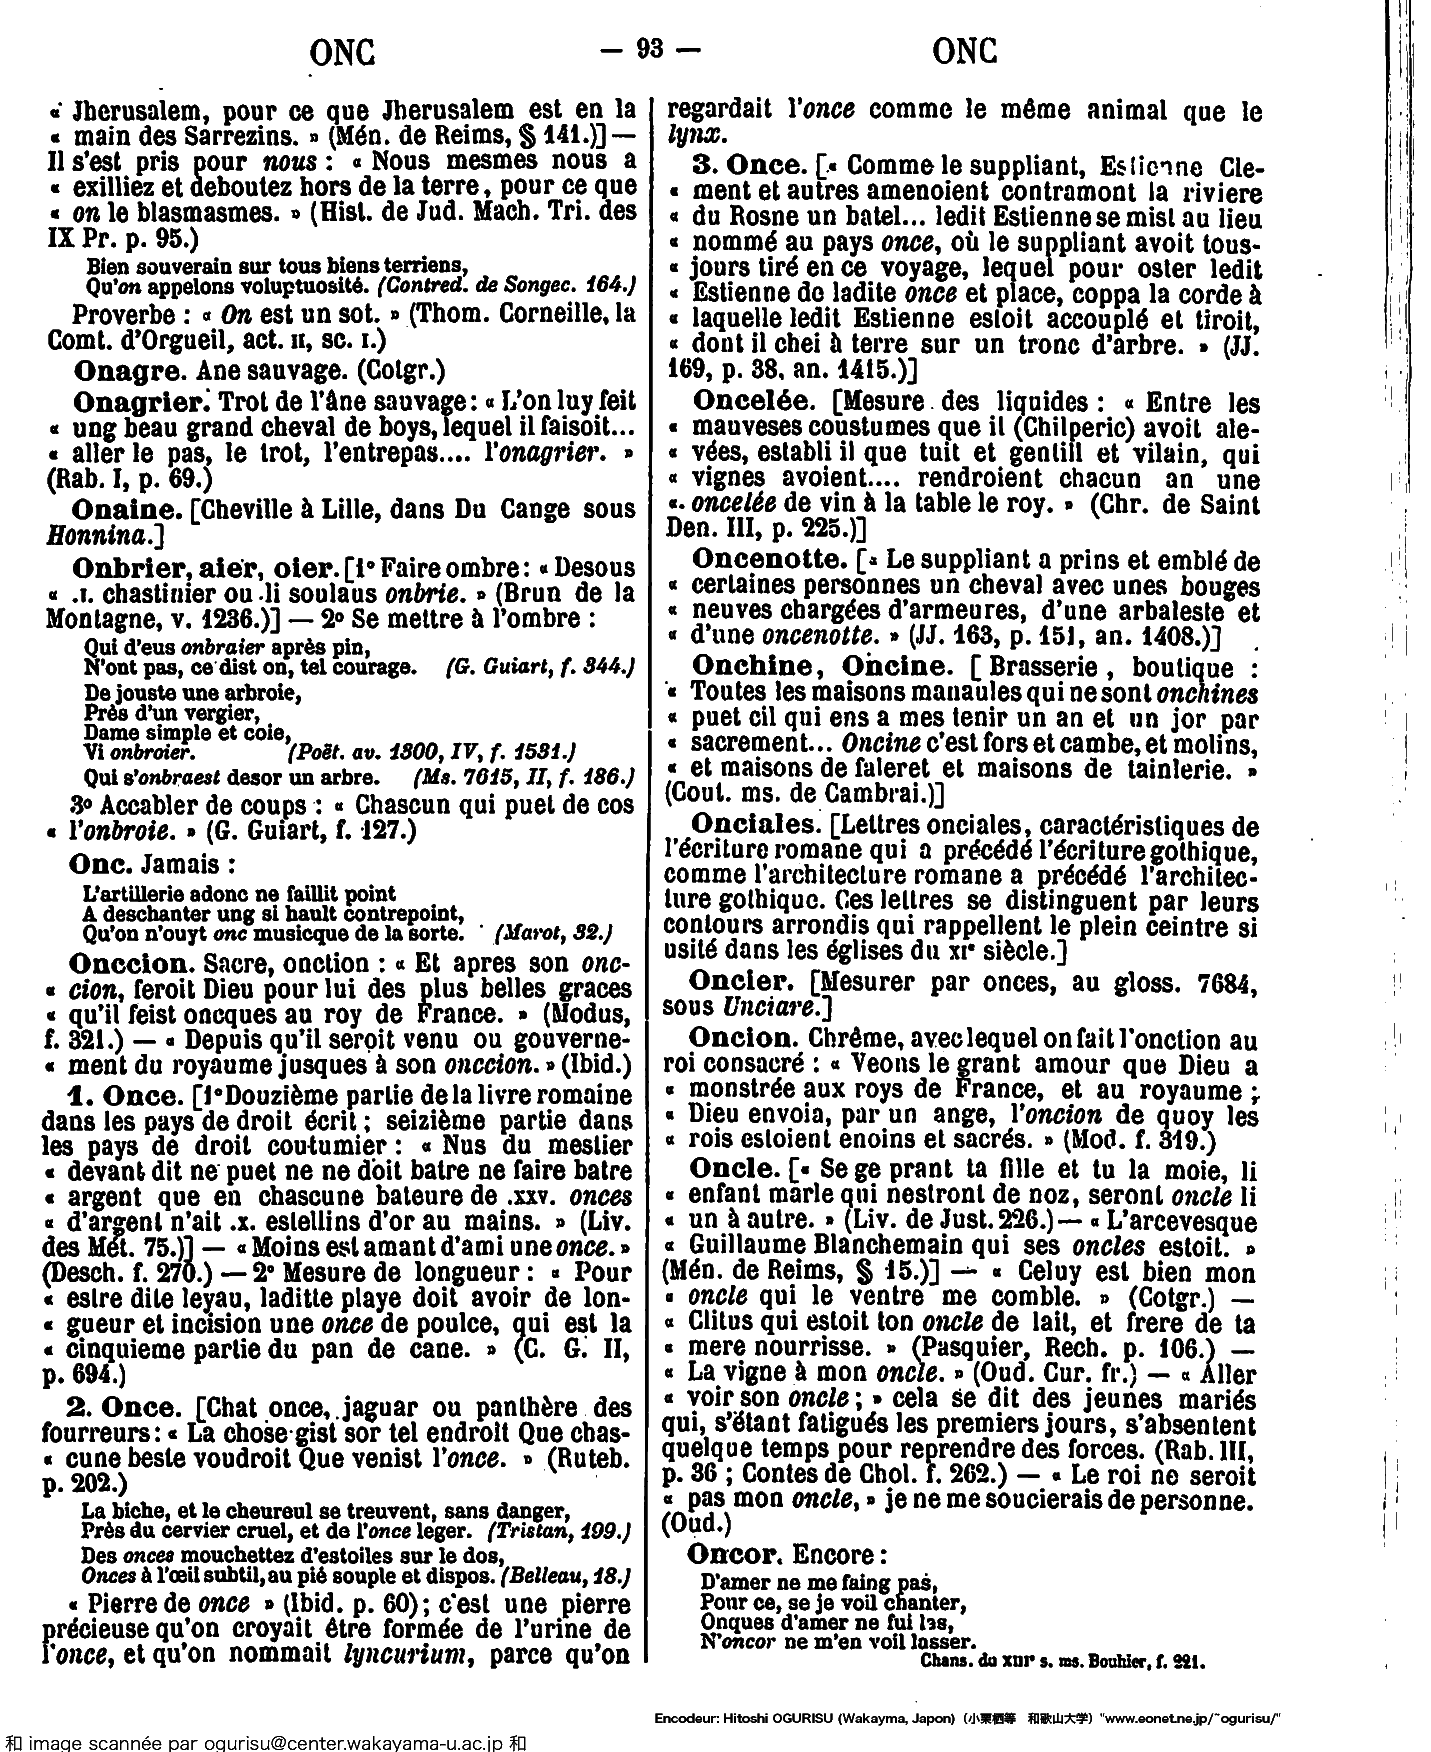 ONC — 93 — ONC
« Jherusalem, pour ce que Jherusalem est en la
« main des Sarrezins. » (Mén. de Reims, § 141.)] —
Il s'est pris pour nous : « Nous mesmes nous a
« exilliez et deboutez hors de la terre, pour ce que
« on le blasmasmes. » (Hist. de Jud. Mach. Tri. des
IX Pr. p. 95.)
Bien souverain sur tous biens terriens,
Qu'on appelons voluptuosité. (Contred. de Songec. 164.)
Proverbe : « On est un sot. » (Thom. Corneille, la
Comt. d'Orgueil, act. II, sc. I.)
Onagre. Ane sauvage. (Cotgr.)
Onagrier. Trot de l'âne sauvage : « L'on luy feit
« ung beau grand cheval de boys, lequel il faisoit...
« aller le pas, le trot, l'entrepas.... l'onagrier. »
(Rab. I, p. 69.)
Onaine. [Cheville à Lille, dans Du Cange sous
Honnina.]
Onbrier, aier, oier. [1° Faire ombre : « Desous
« .I. chastinier ou li soulaus onbrie. » (Brun de la
Montagne, v. 1236.)] — 2° Se mettre à l'ombre :
Qui d'eus onbraier après pin,
N'ont pas, ce dist on, tel courage. (G. Guiart, f. 344.)
De jouste une arbroie,
Prés d'un vergier,
Dame simple et coie,
Vi onbroier. (Poët. av. 1300, IV, f. 1531.)
Qui s'onbraest desor un arbre. (Ms. 7615, II, f. 186.)
3° Accabler de coups : « Chascun qui puet de cos
« l'onbroie. » (G. Guiart, f. 127.)
Onc. Jamais :
L'artillerie adonc ne faillit point
A deschanter ung si hault contrepoint,
Qu'on n'ouyt onc musicque de la sorte. (Marot, 32.)
Onccion. Sacre, onction : « Et apres son onc-
« cion, feroit Dieu pour lui des plus belles graces
« qu'il feist oncques au roy de France. » (Modus,
f. 321.) — « Depuis qu'il seroit venu ou gouverne-
« ment du royaume jusques à son onccion. » (Ibid.)
1. Once. [1° Douzième partie de la livre romaine
dans les pays de droit écrit ; seizième partie dans
les pays de droit coutumier : « Nus du mestier
« devant dit ne puet ne ne doit batre ne faire batre
« argent que en chascune bateure de .XXV. onces
« d'argent n'ait .X. estellins d'or au mains. » (Liv.
des Mét. 75.)] — « Moins est amant d'ami une once. »
(Desch. f. 270.) — 2° Mesure de longueur : « Pour
« estre dite leyau, laditte playe doit avoir de lon-
« gueur et incision une once de poulce, qui est la
« cinquieme partie du pan de cane. » (C. G. II,
p. 694.)
2. Once. [Chat once, jaguar ou panthère des
fourreurs : « La chose gist sor tel endroit Que chas-
« cune beste voudroit Que venist l'once. » (Ruteb.
p. 202.)
La biche, et le cheureul se treuvent, sans danger,
Près du cervier cruel, et de l'once leger. (Tristan, 199.)
Des onces mouchettez d'estoiles sur le dos,
Onces à l'œil subtil, au pié souple et dispos. (Belleau, 18.)
« Pierre de once » (Ibid. p. 60) ; c'est une pierre
précieuse qu'on croyait être formée de l'urine de
l'once, et qu'on nommait lyncurium, parce qu'on
regardait l'once comme le même animal que le
lynx.
3. Once. [« Comme le suppliant, Estienne Cle-
« ment et autres amenoient contramont la riviere
« du Rosne un batel... ledit Estienne se mist au lieu
« nommé au pays once, où le suppliant avoit tous-
« jours tiré en ce voyage, lequel pour oster ledit
« Estienne de ladite once et place, coppa la corde à
« laquelle ledit Estienne estoit accouplé et tiroit,
« dont il chei à terre sur un tronc d'arbre. » (JJ.
169, p. 38, an. 1415.)]
Oncelée. [Mesure des liquides : « Entre les
« mauveses coustumes que il (Chilperic) avoit ale-
« vées, establi il que tuit et gentill et vilain, qui
« vignes avoient.... rendroient chacun an une
« oncelée de vin à la table le roy. » (Chr. de Saint
Den. III, p. 225.)]
Oncenotte. [« Le suppliant a prins et emblé de
« certaines personnes un cheval avec unes bouges
« neuves chargées d'armeures, d'une arbaleste et
« d'une oncenotte. » (JJ. 163, p. 151, an. 1408.)]
Onchine, Oncine. [Brasserie, boutique :
« Toutes les maisons manaules qui ne sont onchines
« puet cil qui ens a mes tenir un an et un jor par
« sacrement... Oncine c'est fors et cambe, et molins,
« et maisons de faleret et maisons de tainterie. »
(Cout. ms. de Cambrai.)]
Onciales. [Lettres onciales, caractéristiques de
l'écriture romane qui a précédé l'écriture gothique,
comme l'architecture romane a précédé l'architec-
ture gothique. Ces lettres se distinguent par leurs
contours arrondis qui rappellent le plein ceintre si
usité dans les églises du XIe siècle.]
Oncier. [Mesurer par onces, au gloss. 7684,
sous Unciare.]
Oncion. Chrême, avec lequel on fait l'onction au
roi consacré : « Veons le grant amour que Dieu a
« monstrée aux roys de France, et au royaume ;
« Dieu envoia, par un ange, l'oncion de quoy les
« rois estoient enoins et sacrés. » (Mod. f. 319.)
Oncle. [« Se ge prant ta fille et tu la moie, li
« enfant marle qui nestront de noz, seront oncle li
« un à autre. » (Liv. de Just. 226.) — « L'arcevesque
« Guillaume Blanchemain qui ses oncles estoit. »
(Mén. de Reims, § 15.)] — « Celuy est bien mon
« oncle qui le ventre me comble. » (Cotgr.) —
« Clitus qui estoit ton oncle de lait, et frere de ta
« mere nourrisse. » (Pasquier, Rech. p. 106.) —
« La vigne à mon oncle. » (Oud. Cur. fr.) — « Aller
« voir son oncle ; » cela se dit des jeunes mariés
qui, s'étant fatigués les premiers jours, s'absentent
quelque temps pour reprendre des forces. (Rab. III,
p. 36 ; Contes de Chol. f. 262.) — « Le roi ne seroit
« pas mon oncle, » je ne me soucierais de personne.
(Oud.)
Oncor. Encore :
D'amer ne me faing pas,
Pour ce, se je voil chanter,
Onques d'amer ne fui las,
N'oncor ne m'en voil lasser.
Chans. du XIIIe s. ms. Bouhier, f. 221.
Encodeur: Hitoshi OGURISU (Wakayma, Japon) (小栗栖等 和歌山大学) "www.eonet.ne.jp/~ogurisu/"
和 image scannée par ogurisu@center.wakayama-u.ac.jp 和